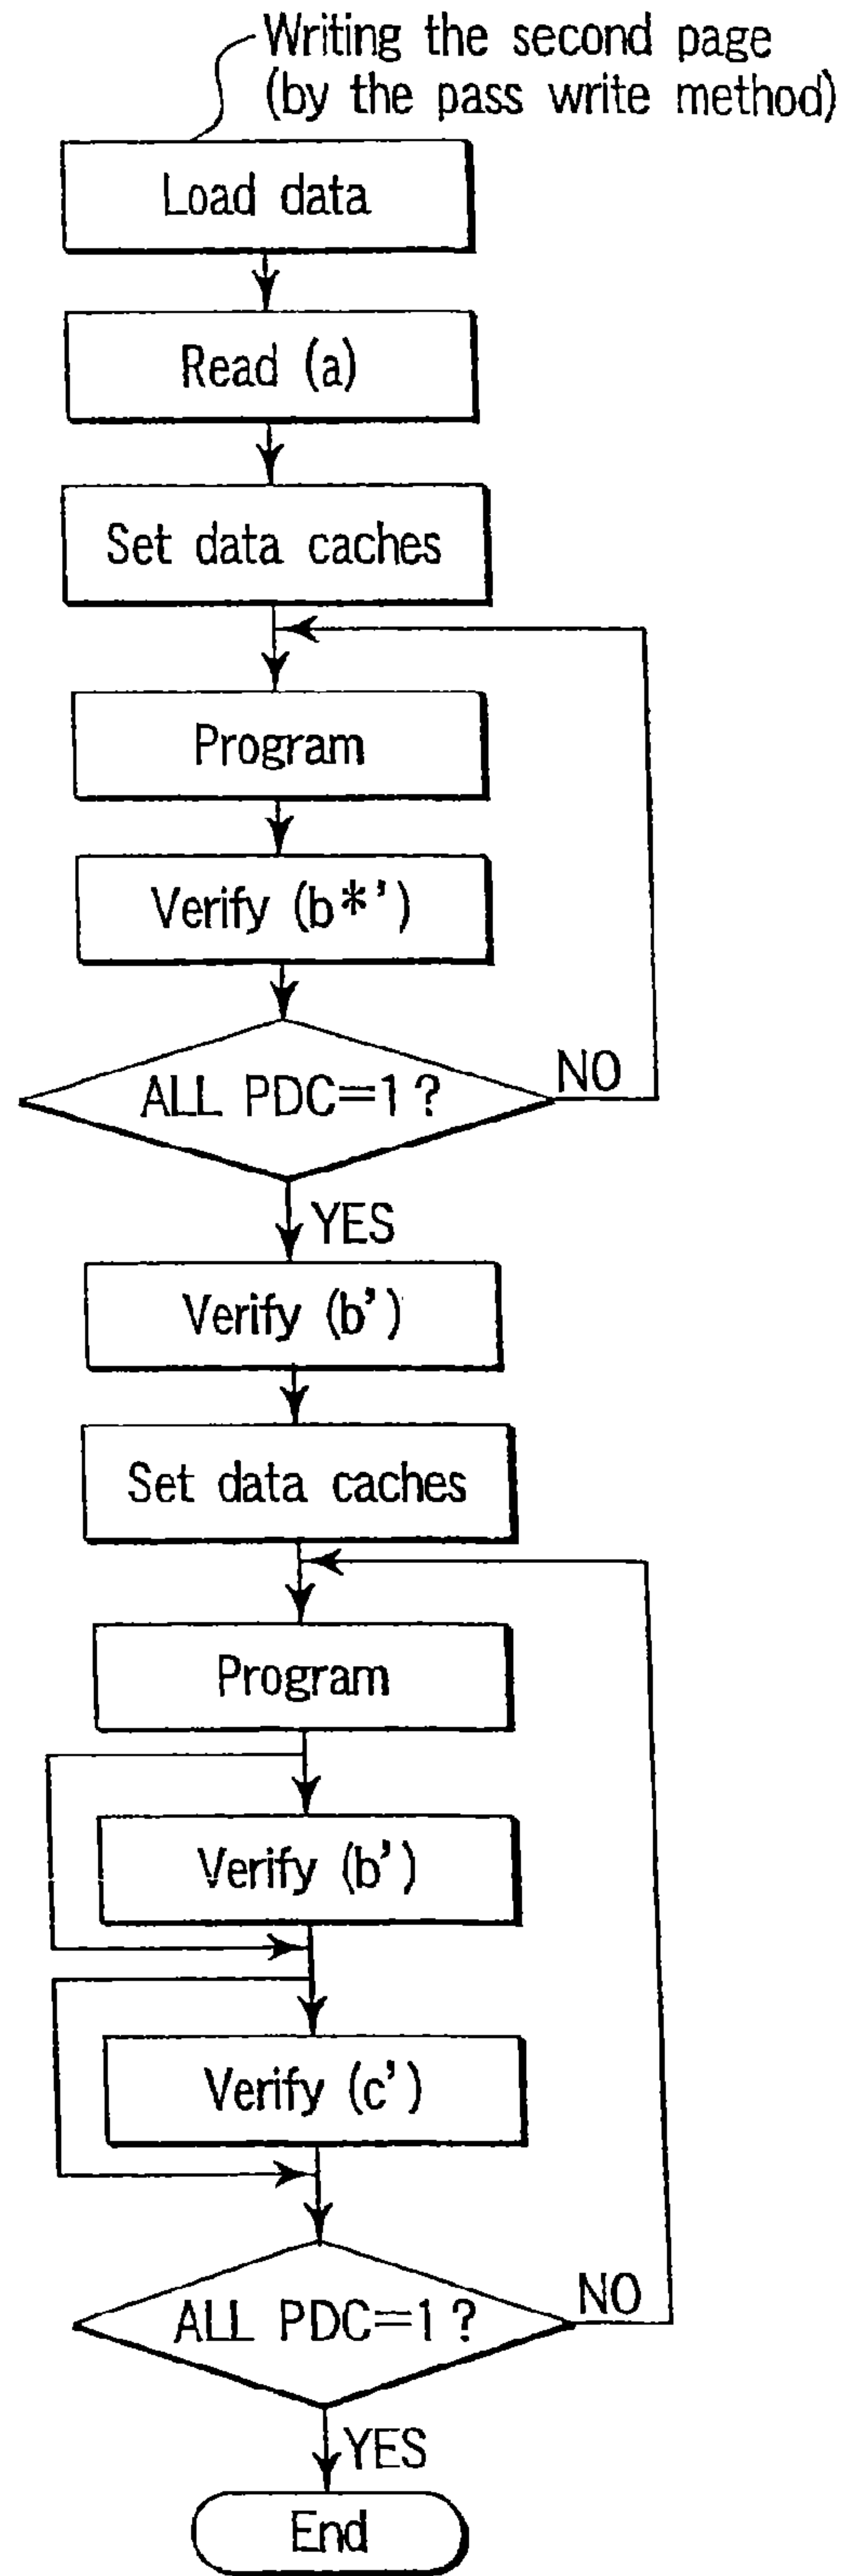 Writing the second page
(by the pass write method)
Load data
Read (a)
Set data caches
Program
Verify (b*')
ALL PDC=1?
NO
YES
Verify (b')
Set data caches
Program
Verify (b')
Verify (c')
ALL PDC=1?
NO
YES
End